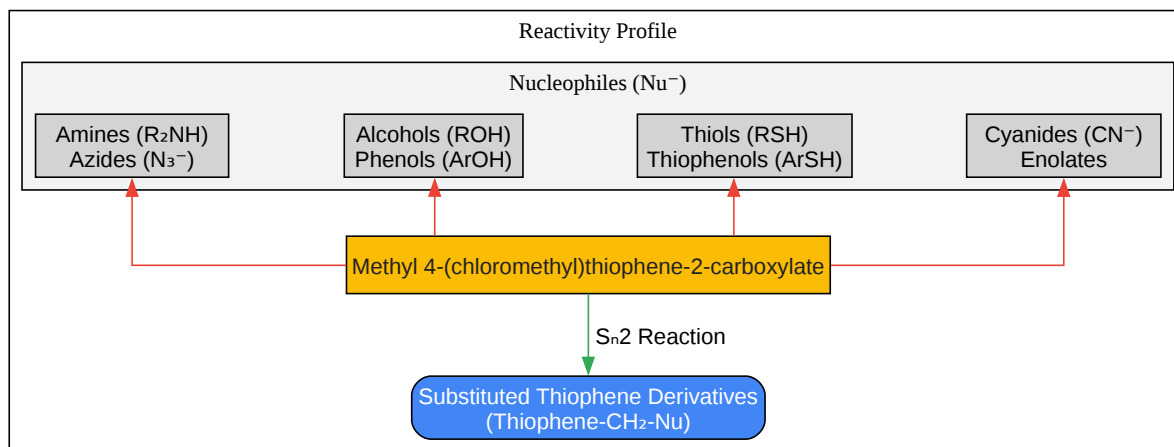 Reactivity Profile
Nucleophiles (Nu⁻)
Amines (R₂NH)
Azides (N₃⁻)
Alcohols (ROH)
Phenols (ArOH)
Thiols (RSH)
Thiophenols (ArSH)
Cyanides (CN⁻)
Enolates
Methyl 4-(chloromethyl)thiophene-2-carboxylate
Sₙ2 Reaction
Substituted Thiophene Derivatives
(Thiophene-CH₂-Nu)